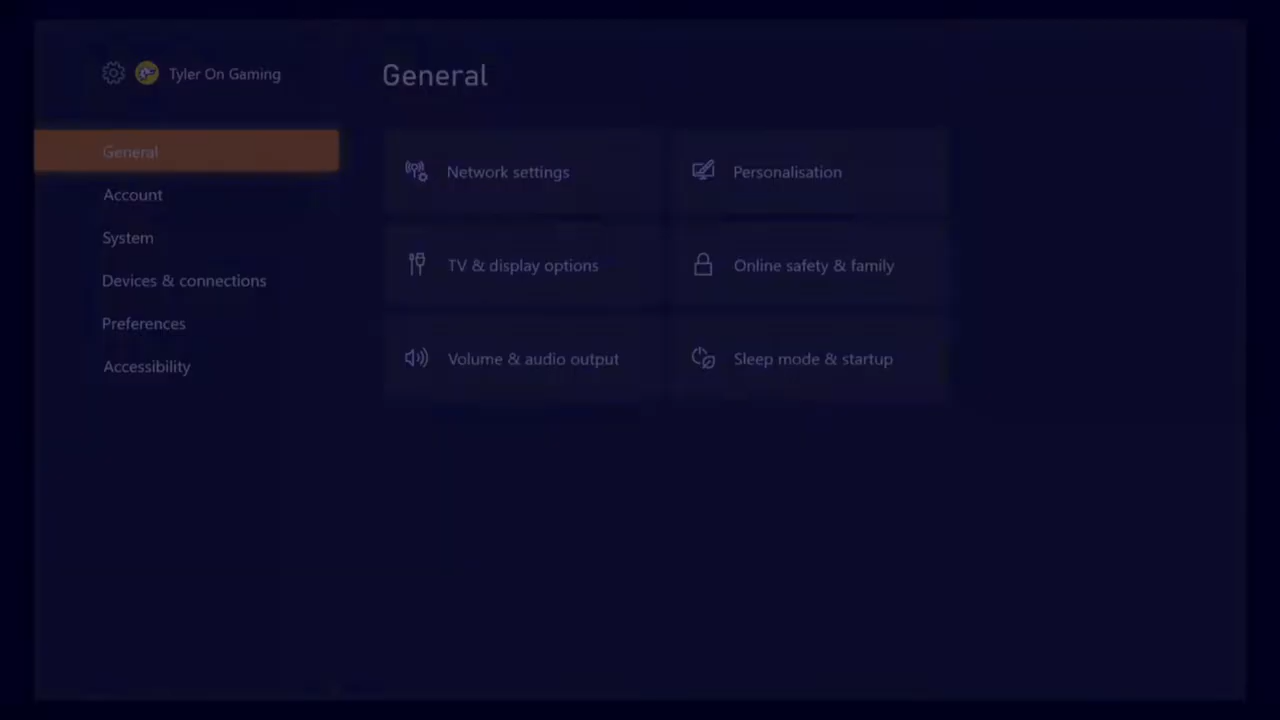 Tyler On Gaming
General
General
Account
System
Devices & connections
Preferences
Accessibility
Network settings
Personalisation
TV & display options
Online safety & family
Volume & audio output
Sleep mode & startup